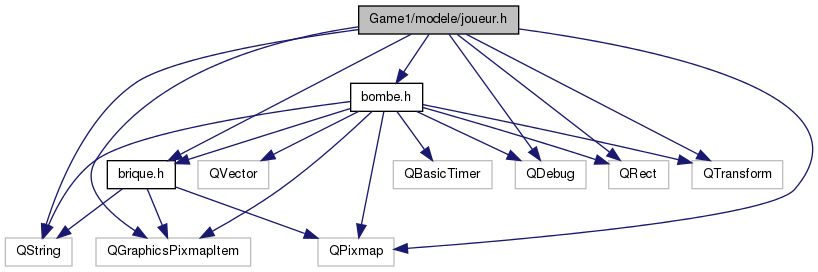 Game1/modele/joueur.h
bombe.h
brique.h
QVector
QBasicTimer
QDebug
QRect
QTransform
QString
QGraphicsPixmapItem
QPixmap